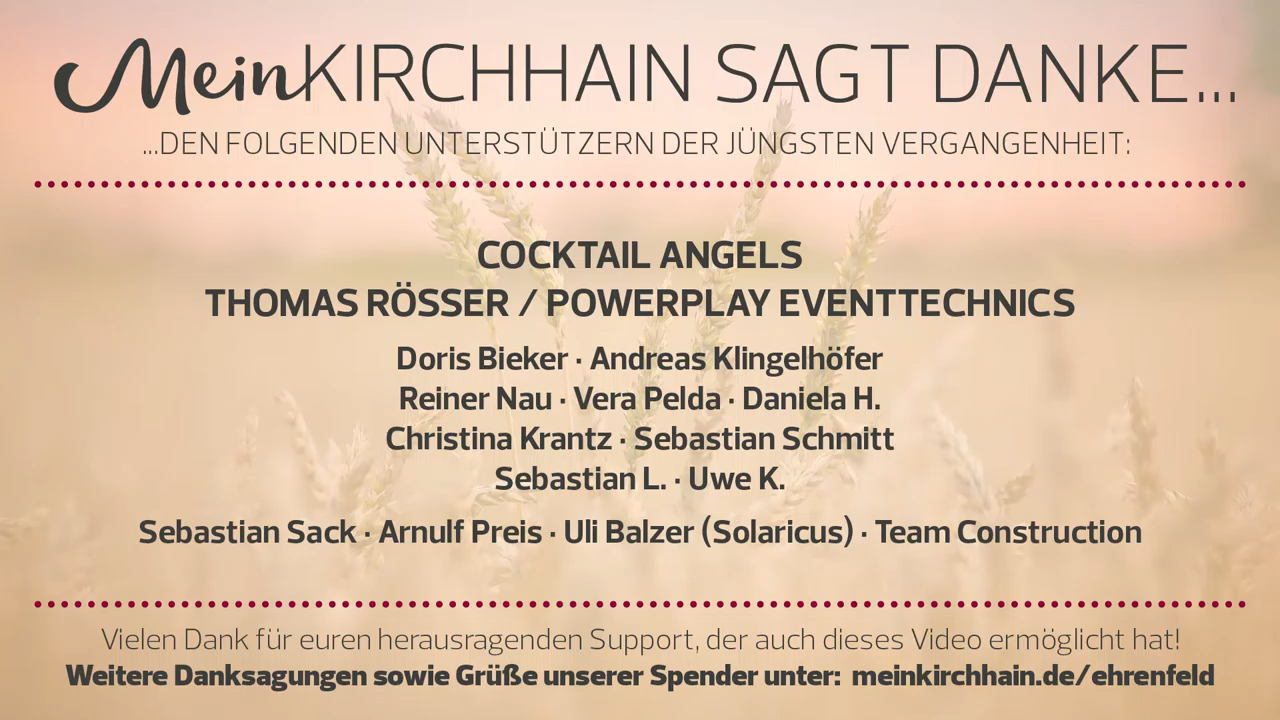 MeinKIRCHHAIN SAGT DANKE...
...DEN FOLGENDEN UNTERSTÜTZERN DER JÜNGSTEN VERGANGENHEIT:
COCKTAIL ANGELS
THOMAS RÖSSER / POWERPLAY EVENTTECHNICS
Doris Bieker · Andreas Klingelhöfer
Reiner Nau · Vera Pelda · Daniela H.
Christina Krantz · Sebastian Schmitt
Sebastian L. · Uwe K.
Sebastian Sack · Arnulf Preis · Uli Balzer (Solaricus) · Team Construction
Vielen Dank für euren herausragenden Support, der auch dieses Video ermöglicht hat!
Weitere Danksagungen sowie Grüße unserer Spender unter: meinkirchhain.de/ehrenfeld